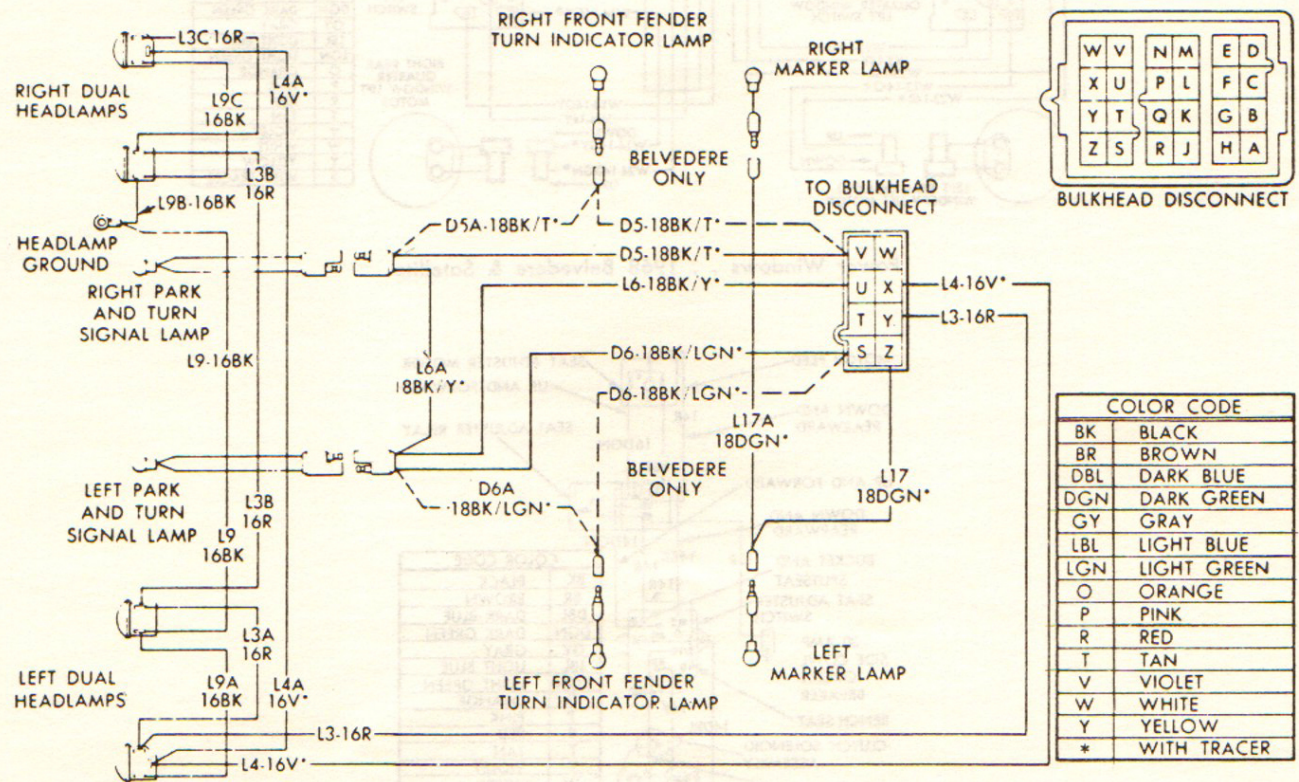 RIGHT FRONT FENDER
TURN INDICATOR LAMP
RIGHT
MARKER LAMP
L3C16R
L4A
16V*
L9C
16BK
RIGHT DUAL
HEADLAMPS
L3B
16R
L9B-16BK
HEADLAMP
GROUND
RIGHT PARK
AND TURN
SIGNAL LAMP
BELVEDERE
ONLY
TO BULKHEAD
DISCONNECT
W V N M E D
X U P L F C
Y T Q K G B
Z S R J H A
BULKHEAD DISCONNECT
D5A-18BK/T*
D5-18BK/T*
D5-18BK/T*
L6-18BK/Y*
V W
U X
T Y
S Z
L4-16V*
L3-16R
L9-16BK
L6A
18BK/Y*
D6-18BK/LGN*
D6-18BK/LGN*
L17A
18DGN*
BELVEDERE
ONLY
L17
18DGN*
D6A
18BK/LGN*
LEFT PARK
AND TURN
SIGNAL LAMP
L3B
16R
L9
16BK
L3A
16R
LEFT DUAL
HEADLAMPS
L9A
16BK
L4A
16V*
L3-16R
L4-16V*
LEFT FRONT FENDER
TURN INDICATOR LAMP
LEFT
MARKER LAMP
COLOR CODE
BK BLACK
BR BROWN
DBL DARK BLUE
DGN DARK GREEN
GY GRAY
LBL LIGHT BLUE
LGN LIGHT GREEN
O ORANGE
P PINK
R RED
T TAN
V VIOLET
W WHITE
Y YELLOW
* WITH TRACER